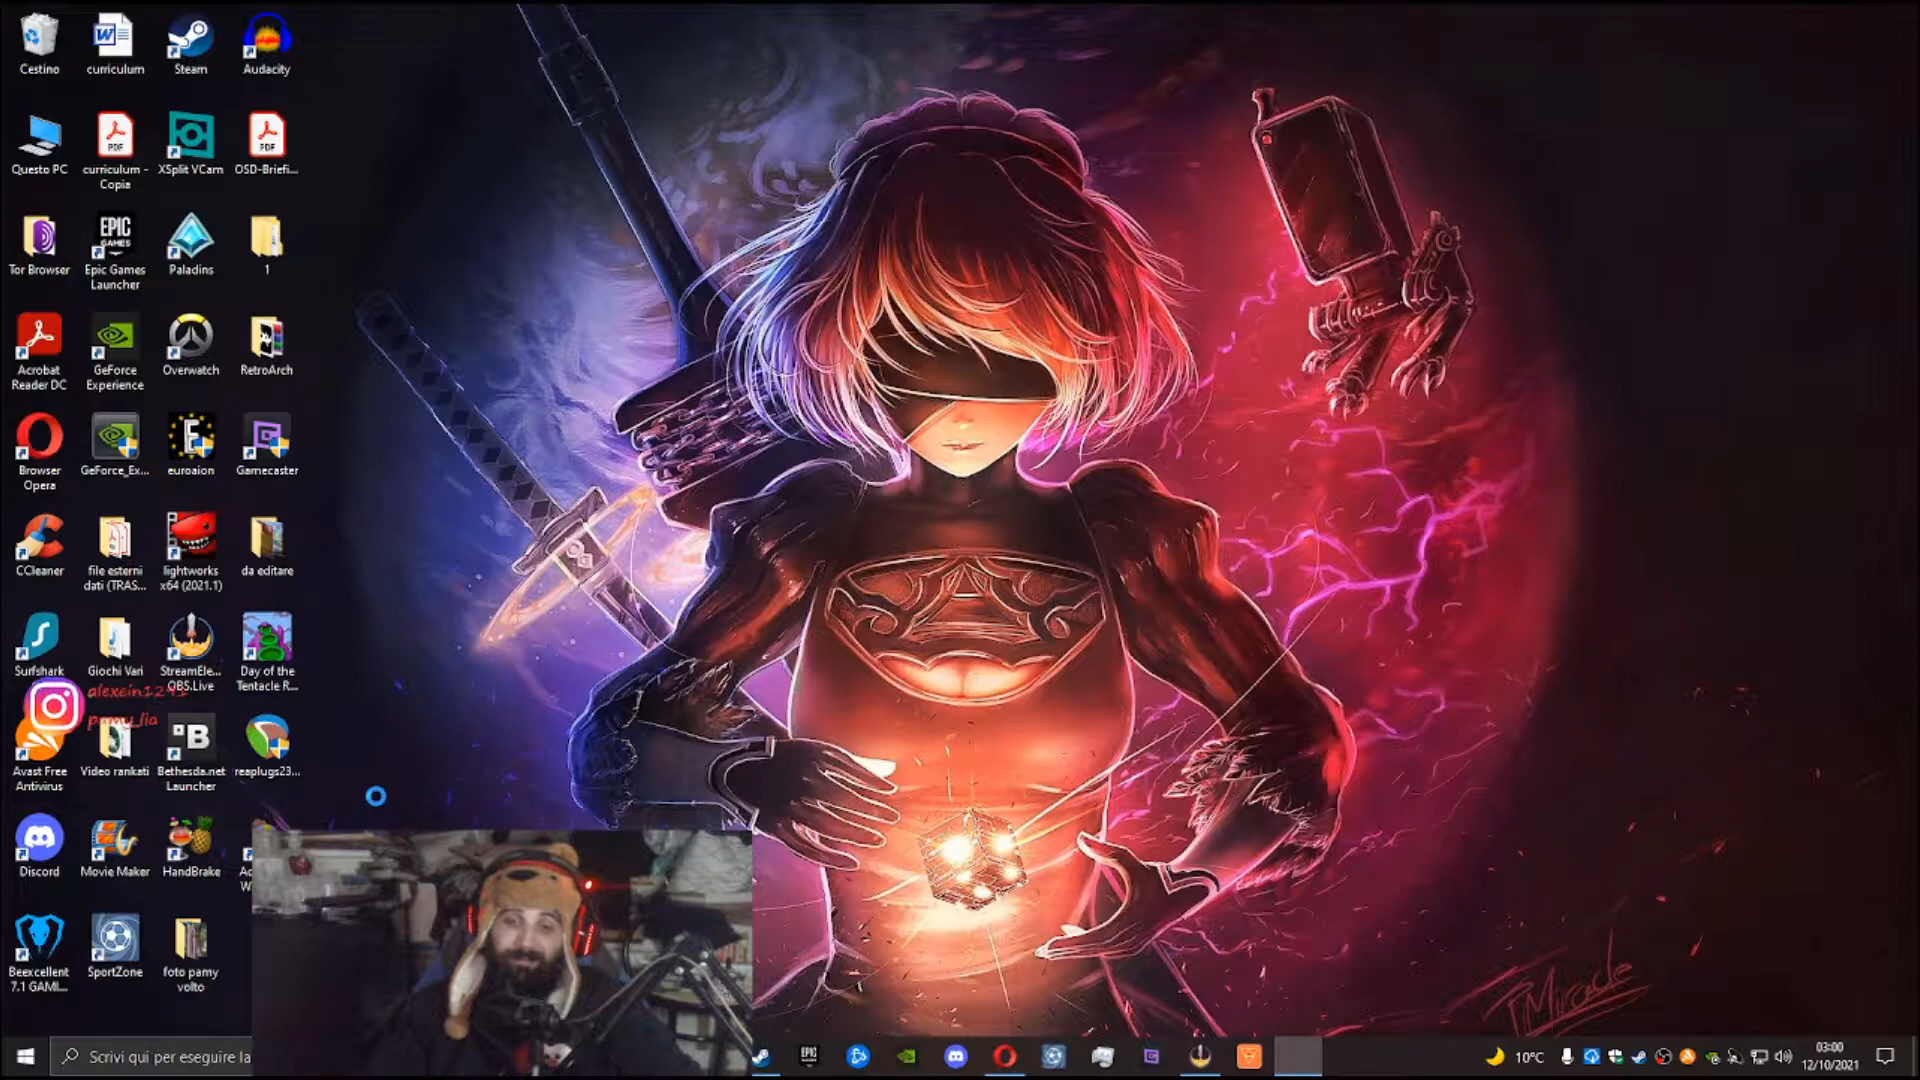 Cestino
curriculum
Steam
Audacity
Questo PC
curriculum -
Copia
XSplit VCam
OSD-Briefi...
Tor Browser
Epic Games
Launcher
Paladins
1
Acrobat
Reader DC
GeForce
Experience
Overwatch
RetroArch
Browser
Opera
GeForce_Ex...
euroaion
Gamecaster
CCleaner
file esterni
dati (TRAS...
lightworks
x64 (2021.1)
da editare
Surfshark
Giochi Vari
StreamEle...
OBS.Live
Day of the
Tentacle R...
alexein1291
pamy_lia
Avast Free
Antivirus
Video rankati
Bethesda.net
Launcher
reaplugs23...
Discord
Movie Maker
HandBrake
Beexcellent
7.1 GAMI...
SportZone
foto pamy
volto
TMiracle
Scrivi qui per eseguire la
10°C
03:00
12/10/2021